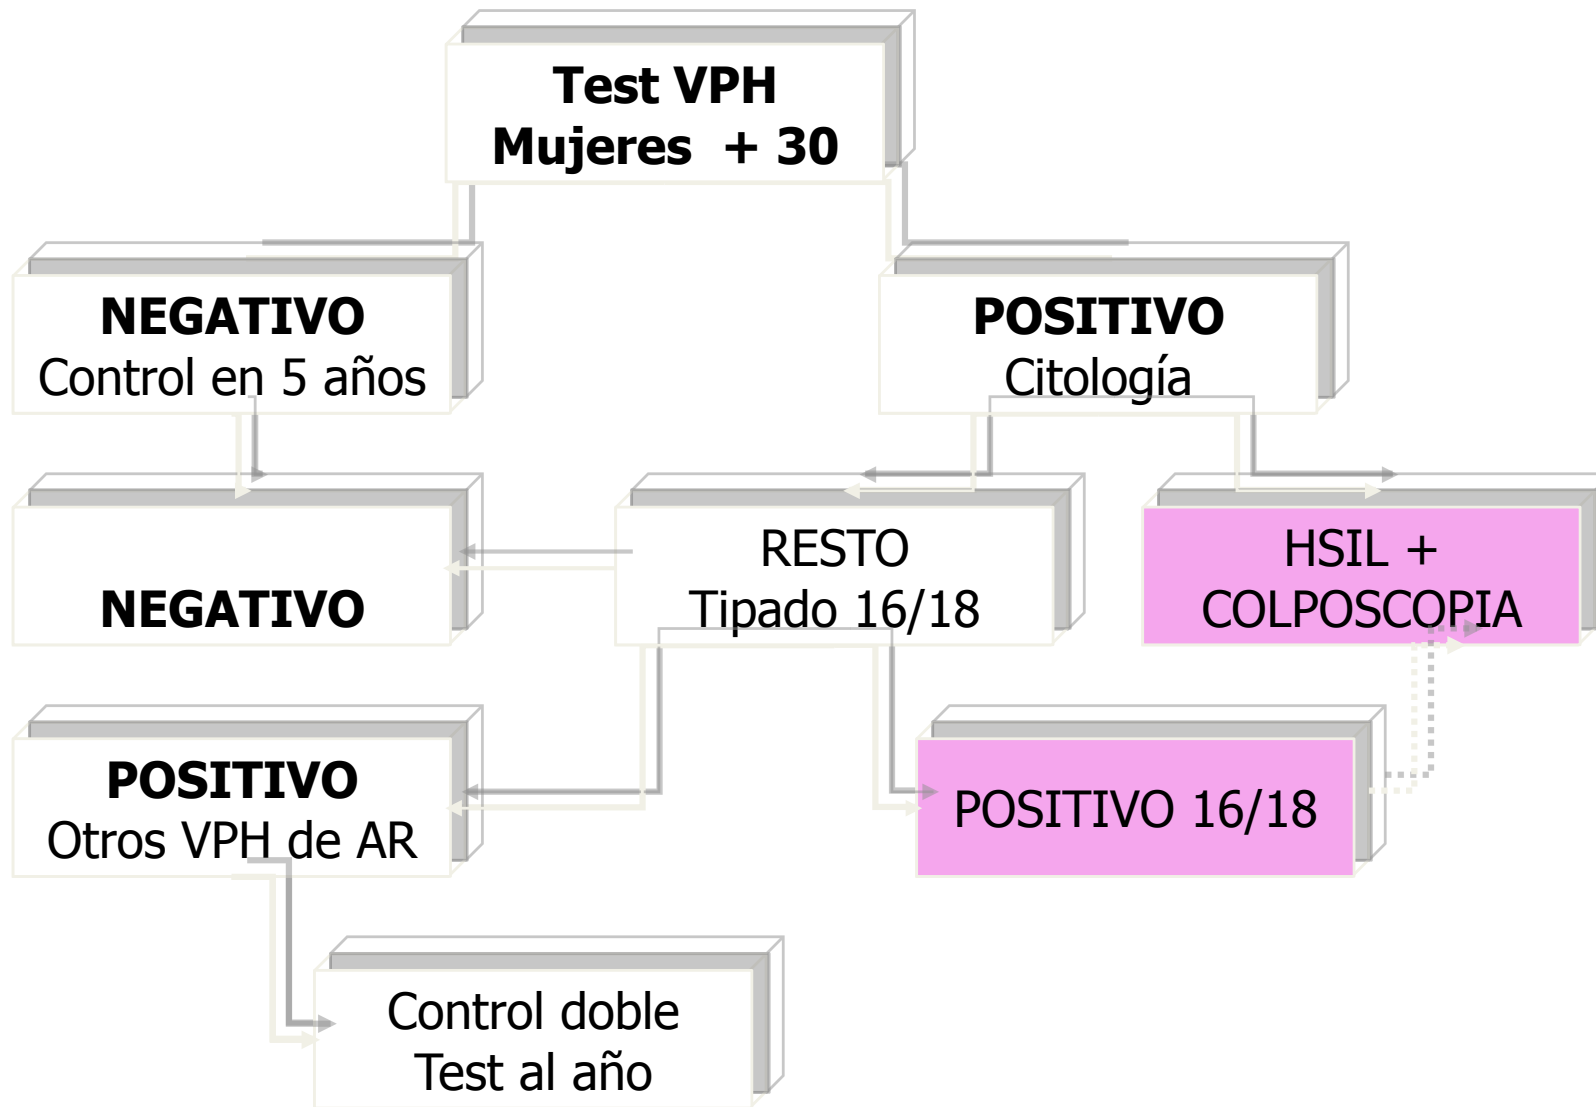 Test VPH
Mujeres + 30
NEGATIVO
Control en 5 años
POSITIVO
Citología
NEGATIVO
RESTO
Tipado 16/18
HSIL +
COLPOSCOPIA
POSITIVO
Otros VPH de AR
POSITIVO 16/18
Control doble
Test al año